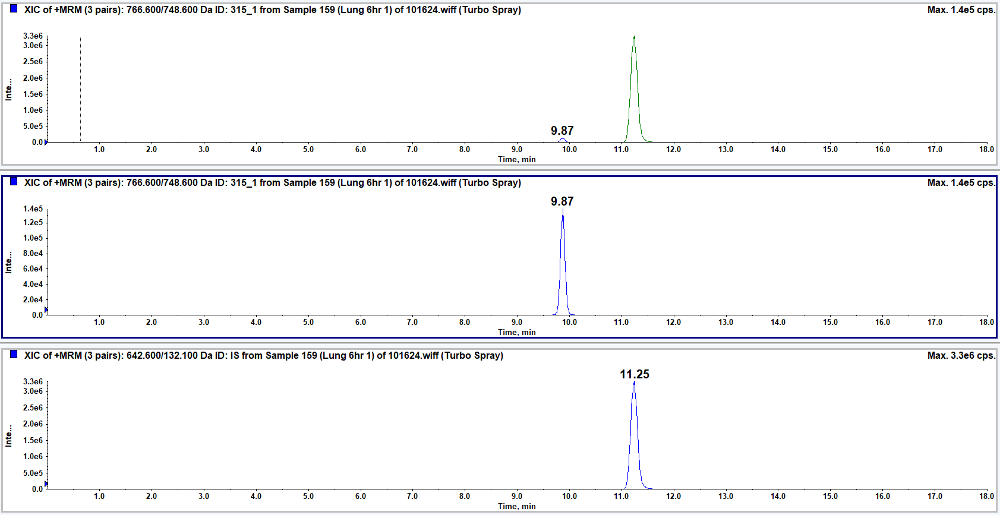 XIC of +MRM (3 pairs): 766.600/748.600 Da ID: 315_1 from Sample 159 (Lung 6hr 1) of 101624.wiff (Turbo Spray) Max. 1.4e5 cps.
3.3e6
3.0e6
2.5e6
2.0e6
1.5e6
1.0e6
5.0e5
0.0
Inte...
9.87
1.0 2.0 3.0 4.0 5.0 6.0 7.0 8.0 9.0 10.0 11.0 12.0 13.0 14.0 15.0 16.0 17.0 18.0
Time, min
XIC of +MRM (3 pairs): 766.600/748.600 Da ID: 315_1 from Sample 159 (Lung 6hr 1) of 101624.wiff (Turbo Spray) Max. 1.4e5 cps.
9.87
1.4e5
1.2e5
1.0e5
8.0e4
6.0e4
4.0e4
2.0e4
0.0
Inte...
1.0 2.0 3.0 4.0 5.0 6.0 7.0 8.0 9.0 10.0 11.0 12.0 13.0 14.0 15.0 16.0 17.0 18.0
Time, min
XIC of +MRM (3 pairs): 642.600/132.100 Da ID: IS from Sample 159 (Lung 6hr 1) of 101624.wiff (Turbo Spray) Max. 3.3e6 cps.
11.25
3.3e6
3.0e6
2.5e6
2.0e6
1.5e6
1.0e6
5.0e5
0.0
Inte...
1.0 2.0 3.0 4.0 5.0 6.0 7.0 8.0 9.0 10.0 11.0 12.0 13.0 14.0 15.0 16.0 17.0 18.0
Time, min